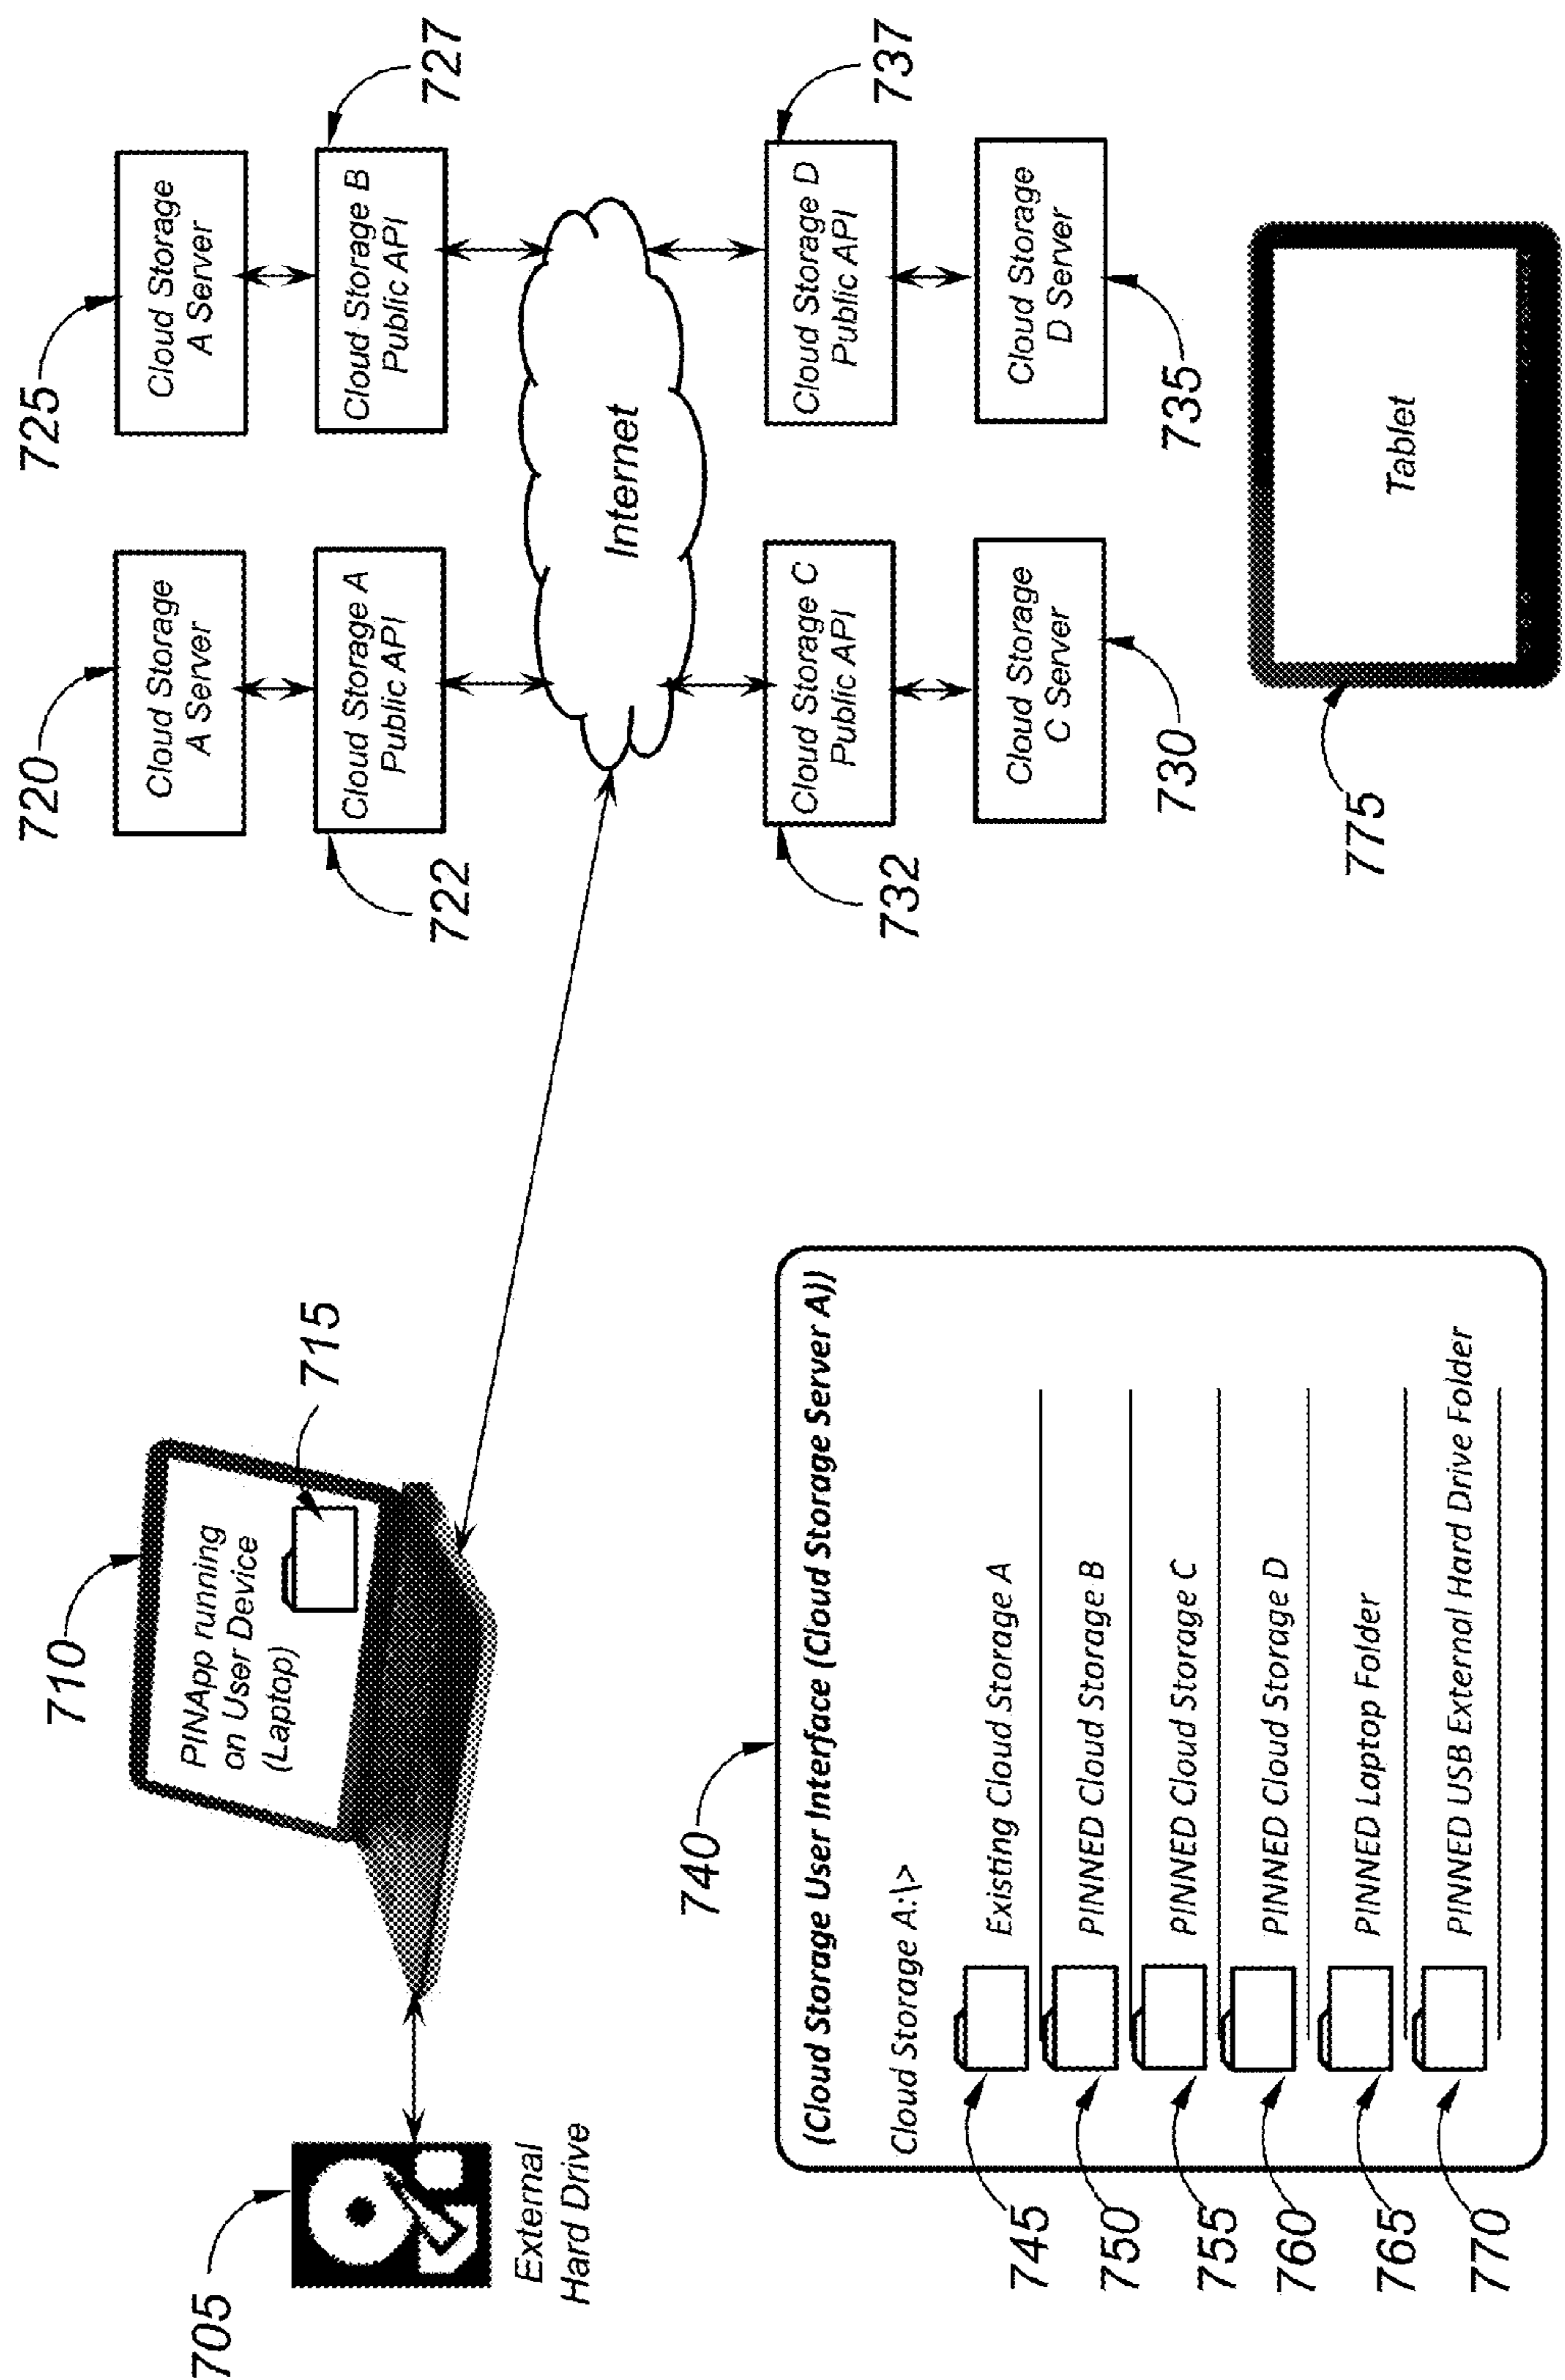 705
External
Hard Drive
710
PINApp running
on User Device
(Laptop)
715
720
Cloud Storage
A Server
725
Cloud Storage
A Server
722
Cloud Storage A
Public API
727
Cloud Storage B
Public API
Internet
732
Cloud Storage C
Public API
737
Cloud Storage D
Public API
730
Cloud Storage
C Server
735
Cloud Storage
D Server
740
(Cloud Storage User Interface (Cloud Storage Server A))
Cloud Storage A:\>
745
Existing Cloud Storage A
750
PINNED Cloud Storage B
755
PINNED Cloud Storage C
760
PINNED Cloud Storage D
765
PINNED Laptop Folder
770
PINNED USB External Hard Drive Folder
775
Tablet